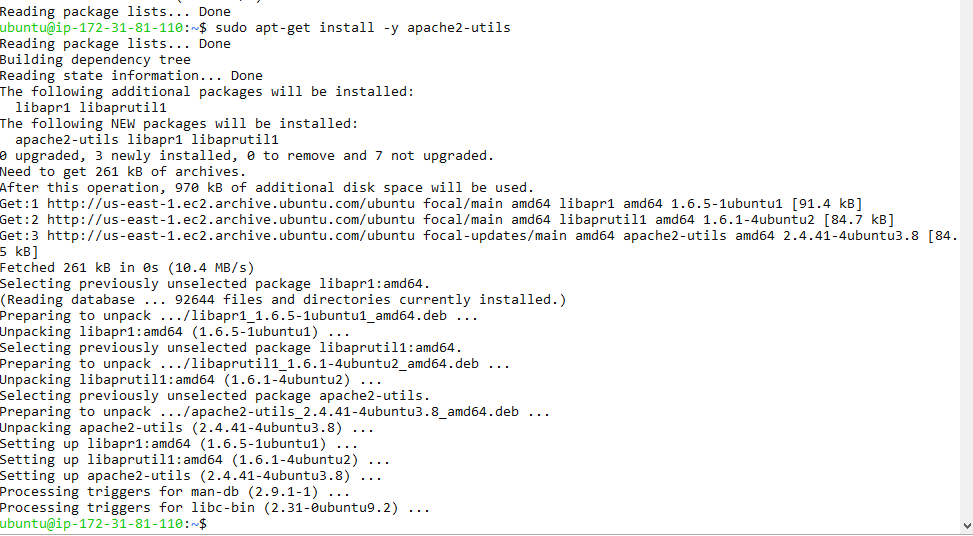 Reading package lists... Done
ubuntu@ip-172-31-81-110:~$ sudo apt-get install -y apache2-utils
Reading package lists... Done
Building dependency tree
Reading state information... Done
The following additional packages will be installed:
  libapr1 libaprutil1
The following NEW packages will be installed:
  apache2-utils libapr1 libaprutil1
0 upgraded, 3 newly installed, 0 to remove and 7 not upgraded.
Need to get 261 kB of archives.
After this operation, 970 kB of additional disk space will be used.
Get:1 http://us-east-1.ec2.archive.ubuntu.com/ubuntu focal/main amd64 libapr1 amd64 1.6.5-1ubuntu1 [91.4 kB]
Get:2 http://us-east-1.ec2.archive.ubuntu.com/ubuntu focal/main amd64 libaprutil1 amd64 1.6.1-4ubuntu2 [84.7 kB]
Get:3 http://us-east-1.ec2.archive.ubuntu.com/ubuntu focal-updates/main amd64 apache2-utils amd64 2.4.41-4ubuntu3.8 [84.
5 kB]
Fetched 261 kB in 0s (10.4 MB/s)
Selecting previously unselected package libapr1:amd64.
(Reading database ... 92644 files and directories currently installed.)
Preparing to unpack .../libapr1_1.6.5-1ubuntu1_amd64.deb ...
Unpacking libapr1:amd64 (1.6.5-1ubuntu1) ...
Selecting previously unselected package libaprutil1:amd64.
Preparing to unpack .../libaprutil1_1.6.1-4ubuntu2_amd64.deb ...
Unpacking libaprutil1:amd64 (1.6.1-4ubuntu2) ...
Selecting previously unselected package apache2-utils.
Preparing to unpack .../apache2-utils_2.4.41-4ubuntu3.8_amd64.deb ...
Unpacking apache2-utils (2.4.41-4ubuntu3.8) ...
Setting up libapr1:amd64 (1.6.5-1ubuntu1) ...
Setting up libaprutil1:amd64 (1.6.1-4ubuntu2) ...
Setting up apache2-utils (2.4.41-4ubuntu3.8) ...
Processing triggers for man-db (2.9.1-1) ...
Processing triggers for libc-bin (2.31-0ubuntu9.2) ...
ubuntu@ip-172-31-81-110:~$